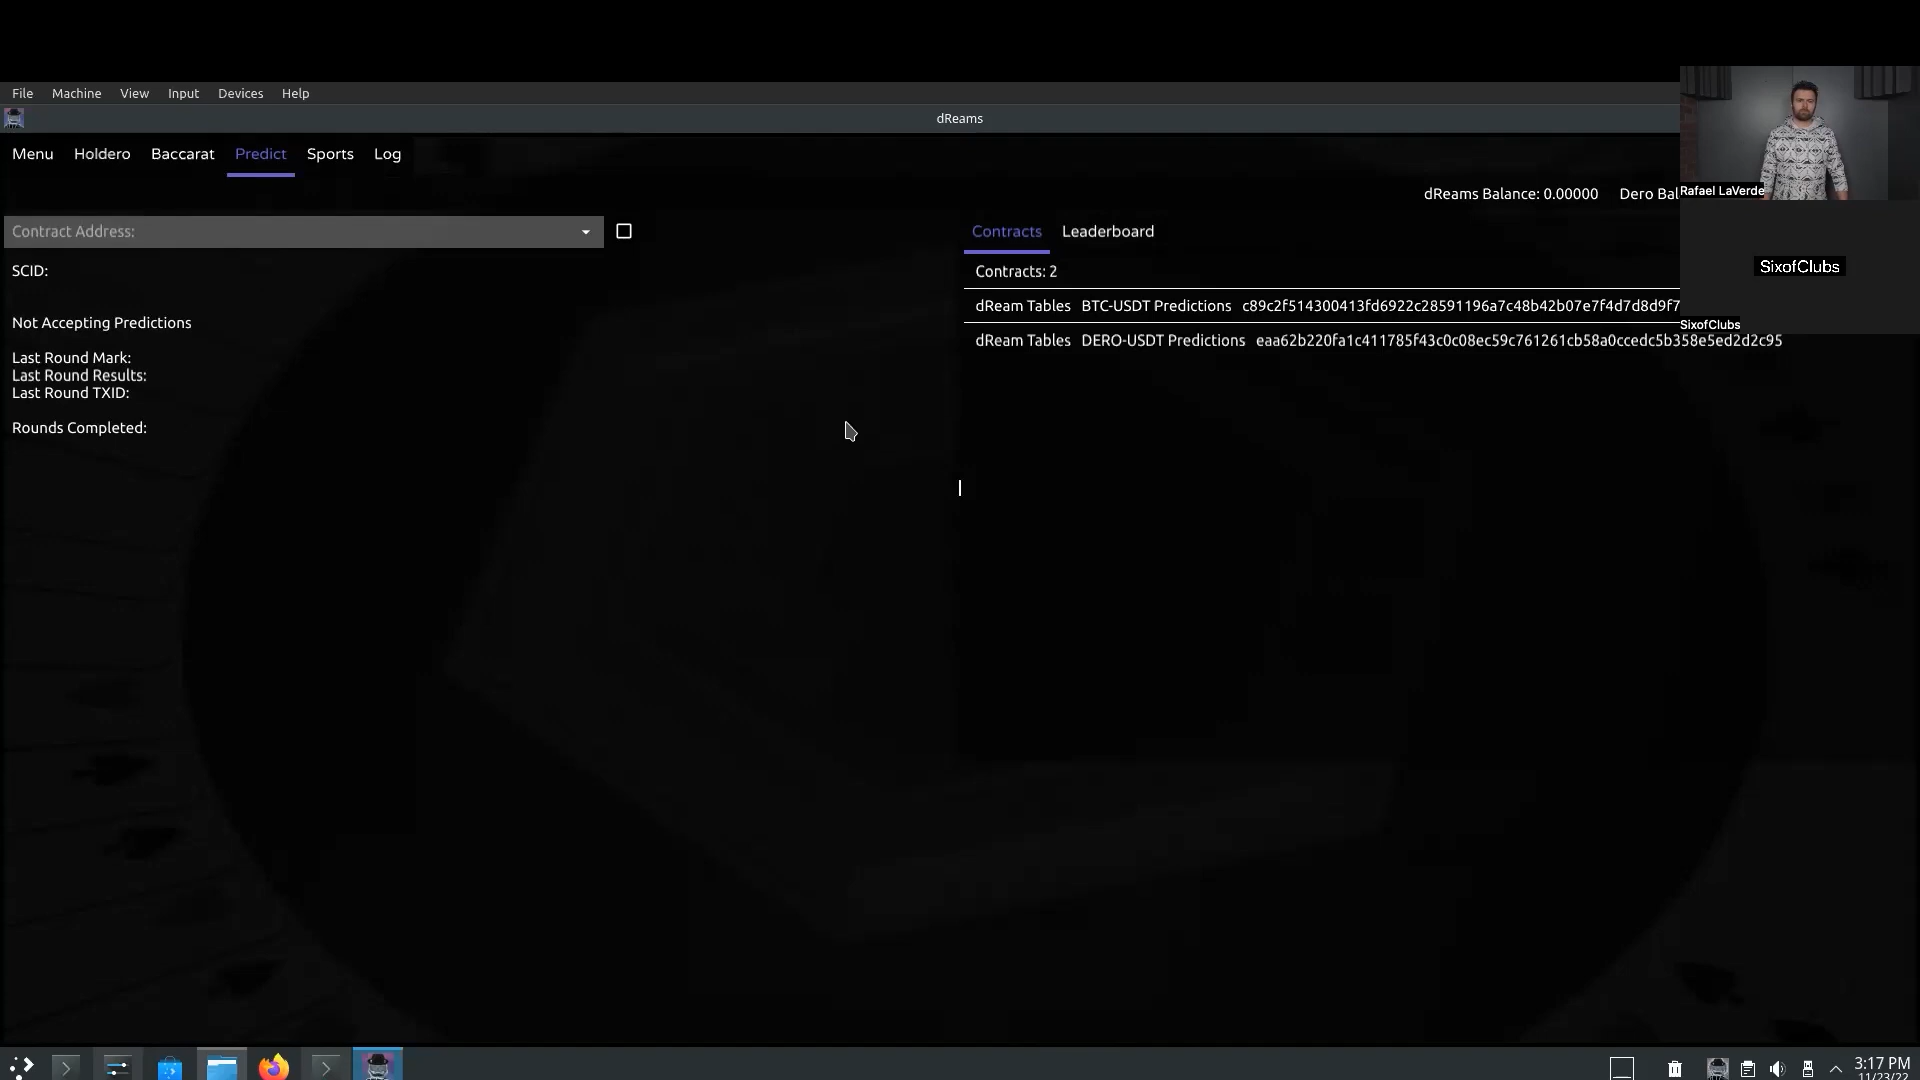 File Machine View Input Devices Help
dReams
Menu Holdero Baccarat Predict Sports Log
Rafael LaVerde
dReams Balance: 0.00000 Dero Bal
Contract Address:
Contracts Leaderboard
SCID:
Contracts: 2
SixofClubs
dReam Tables BTC-USDT Predictions c89c2f514300413fd6922c28591196a7c48b42b07e7f4d7d8d9f7
Not Accepting Predictions
SixofClubs
dReam Tables DERO-USDT Predictions eaa62b220fa1c411785f43c0c08ec59c761261cb58a0ccedc5b358e5ed2d2c95
Last Round Mark:
Last Round Results:
Last Round TXID:
Rounds Completed:
3:17 PM
11/23/22